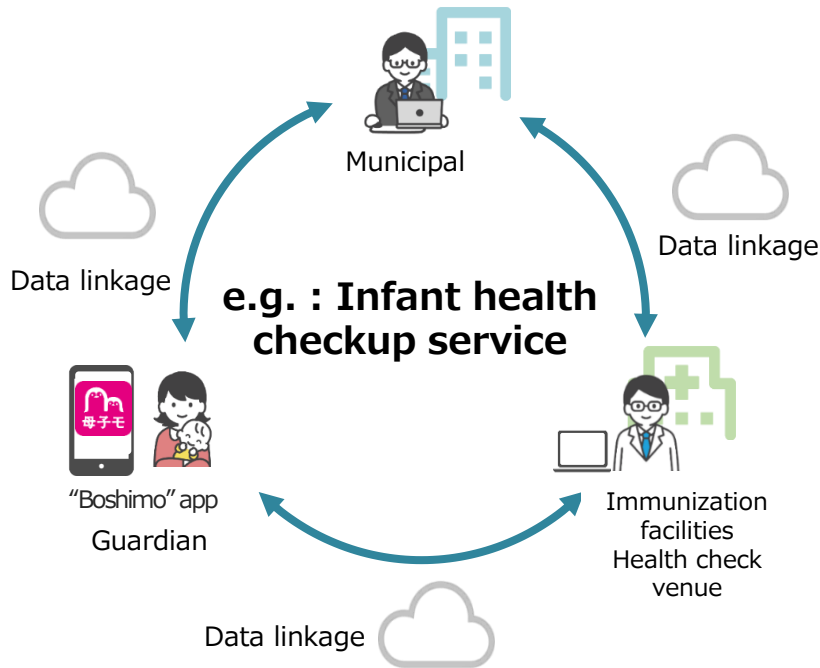 Municipal
Data linkage
Data linkage
e.g. : Infant health
checkup service
母子モ
“Boshimo” app
Guardian
Immunization
facilities
Health check
venue
Data linkage